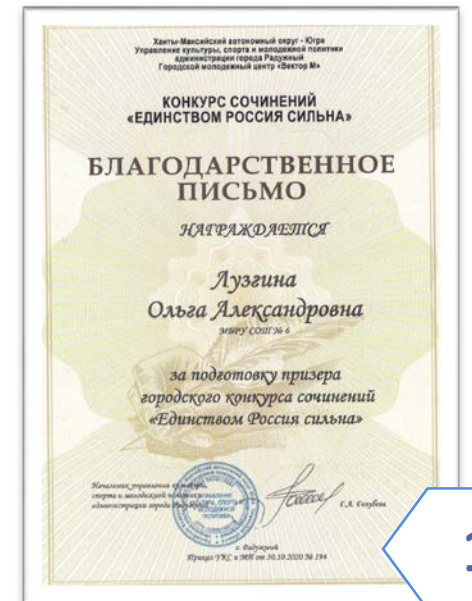 Ханты-Мансийский автономный округ - Югра
Управление культуры, спорта и молодежной политики
администрации города Радужный
Городской молодежный центр «Вектор М»
КОНКУРС СОЧИНЕНИЙ
«ЕДИНСТВОМ РОССИЯ СИЛЬНА»
БЛАГОДАРСТВЕННОЕ
ПИСЬМО
НАГРАЖДАЕТСЯ
Лузгина
Ольга Александровна
МБОУ СОШ № 6
за подготовку призера
городского конкурса сочинений
«Единством Россия сильна»
Начальник управления культуры,
спорта и молодежной политики
администрации города Радужный
Г.А. Голубева
г. Радужный
Приказ УКС и МП от 30.10.2020 № 194